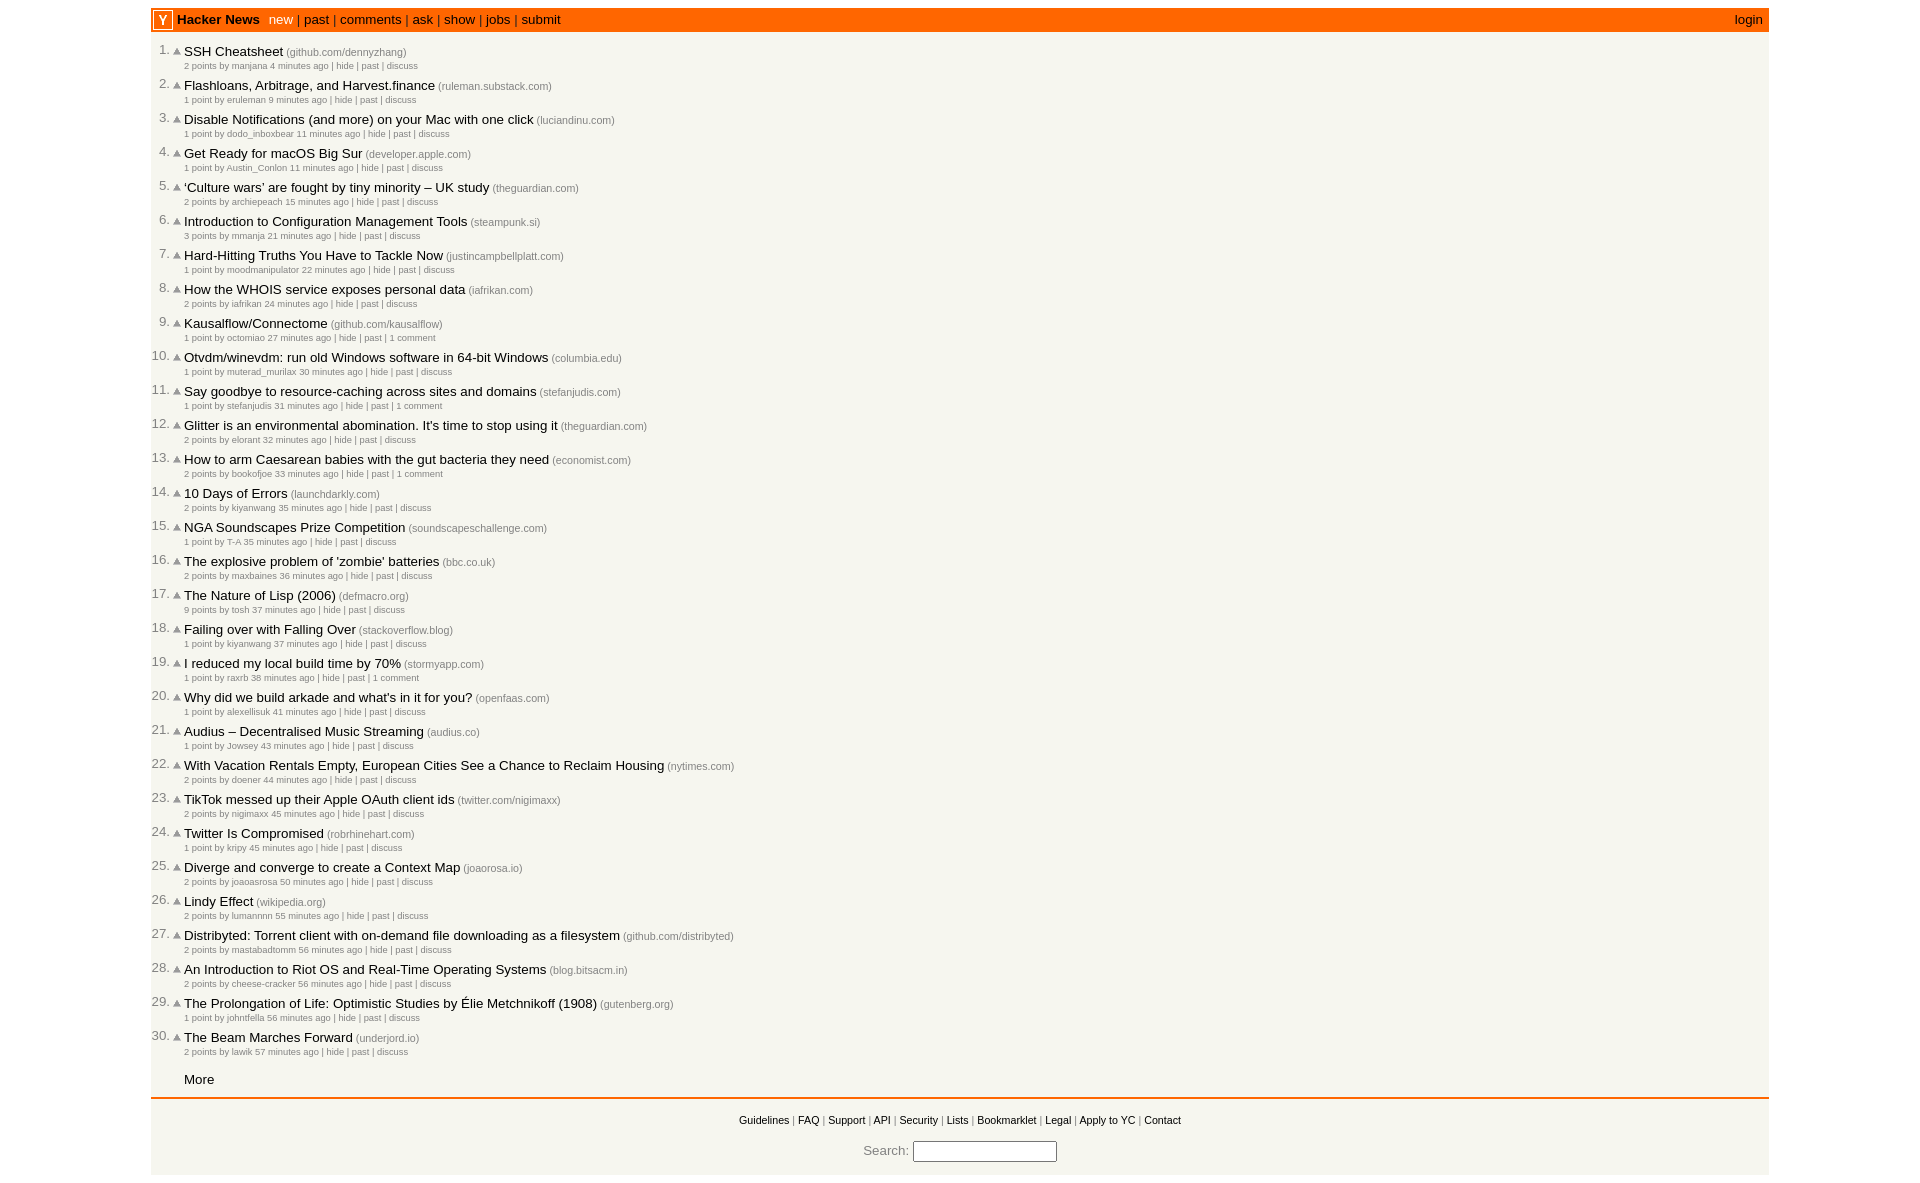 Y Hacker News new | past | comments | ask | show | jobs | submit login
1. SSH Cheatsheet (github.com/dennyzhang)
2 points by manjana 4 minutes ago | hide | past | discuss
2. Flashloans, Arbitrage, and Harvest.finance (ruleman.substack.com)
1 point by eruleman 9 minutes ago | hide | past | discuss
3. Disable Notifications (and more) on your Mac with one click (luciandinu.com)
1 point by dodo_inboxbear 11 minutes ago | hide | past | discuss
4. Get Ready for macOS Big Sur (developer.apple.com)
1 point by Austin_Conlon 11 minutes ago | hide | past | discuss
5. ‘Culture wars’ are fought by tiny minority – UK study (theguardian.com)
2 points by archiepeach 15 minutes ago | hide | past | discuss
6. Introduction to Configuration Management Tools (steampunk.si)
3 points by mmanja 21 minutes ago | hide | past | discuss
7. Hard-Hitting Truths You Have to Tackle Now (justincampbellplatt.com)
1 point by moodmanipulator 22 minutes ago | hide | past | discuss
8. How the WHOIS service exposes personal data (iafrikan.com)
2 points by iafrikan 24 minutes ago | hide | past | discuss
9. Kausalflow/Connectome (github.com/kausalflow)
1 point by octomiao 27 minutes ago | hide | past | 1 comment
10. Otvdm/winevdm: run old Windows software in 64-bit Windows (columbia.edu)
1 point by muterad_murilax 30 minutes ago | hide | past | discuss
11. Say goodbye to resource-caching across sites and domains (stefanjudis.com)
1 point by stefanjudis 31 minutes ago | hide | past | 1 comment
12. Glitter is an environmental abomination. It's time to stop using it (theguardian.com)
2 points by elorant 32 minutes ago | hide | past | discuss
13. How to arm Caesarean babies with the gut bacteria they need (economist.com)
2 points by bookofjoe 33 minutes ago | hide | past | 1 comment
14. 10 Days of Errors (launchdarkly.com)
2 points by kiyanwang 35 minutes ago | hide | past | discuss
15. NGA Soundscapes Prize Competition (soundscapeschallenge.com)
1 point by T-A 35 minutes ago | hide | past | discuss
16. The explosive problem of 'zombie' batteries (bbc.co.uk)
2 points by maxbaines 36 minutes ago | hide | past | discuss
17. The Nature of Lisp (2006) (defmacro.org)
9 points by tosh 37 minutes ago | hide | past | discuss
18. Failing over with Falling Over (stackoverflow.blog)
1 point by kiyanwang 37 minutes ago | hide | past | discuss
19. I reduced my local build time by 70% (stormyapp.com)
1 point by raxrb 38 minutes ago | hide | past | 1 comment
20. Why did we build arkade and what's in it for you? (openfaas.com)
1 point by alexellisuk 41 minutes ago | hide | past | discuss
21. Audius – Decentralised Music Streaming (audius.co)
1 point by Jowsey 43 minutes ago | hide | past | discuss
22. With Vacation Rentals Empty, European Cities See a Chance to Reclaim Housing (nytimes.com)
2 points by doener 44 minutes ago | hide | past | discuss
23. TikTok messed up their Apple OAuth client ids (twitter.com/nigimaxx)
2 points by nigimaxx 45 minutes ago | hide | past | discuss
24. Twitter Is Compromised (robrhinehart.com)
1 point by kripy 45 minutes ago | hide | past | discuss
25. Diverge and converge to create a Context Map (joaorosa.io)
2 points by joaoasrosa 50 minutes ago | hide | past | discuss
26. Lindy Effect (wikipedia.org)
2 points by lumannnn 55 minutes ago | hide | past | discuss
27. Distribyted: Torrent client with on-demand file downloading as a filesystem (github.com/distribyted)
2 points by mastabadtomm 56 minutes ago | hide | past | discuss
28. An Introduction to Riot OS and Real-Time Operating Systems (blog.bitsacm.in)
2 points by cheese-cracker 56 minutes ago | hide | past | discuss
29. The Prolongation of Life: Optimistic Studies by Élie Metchnikoff (1908) (gutenberg.org)
1 point by johntfella 56 minutes ago | hide | past | discuss
30. The Beam Marches Forward (underjord.io)
2 points by lawik 57 minutes ago | hide | past | discuss
More
Guidelines | FAQ | Support | API | Security | Lists | Bookmarklet | Legal | Apply to YC | Contact
Search: